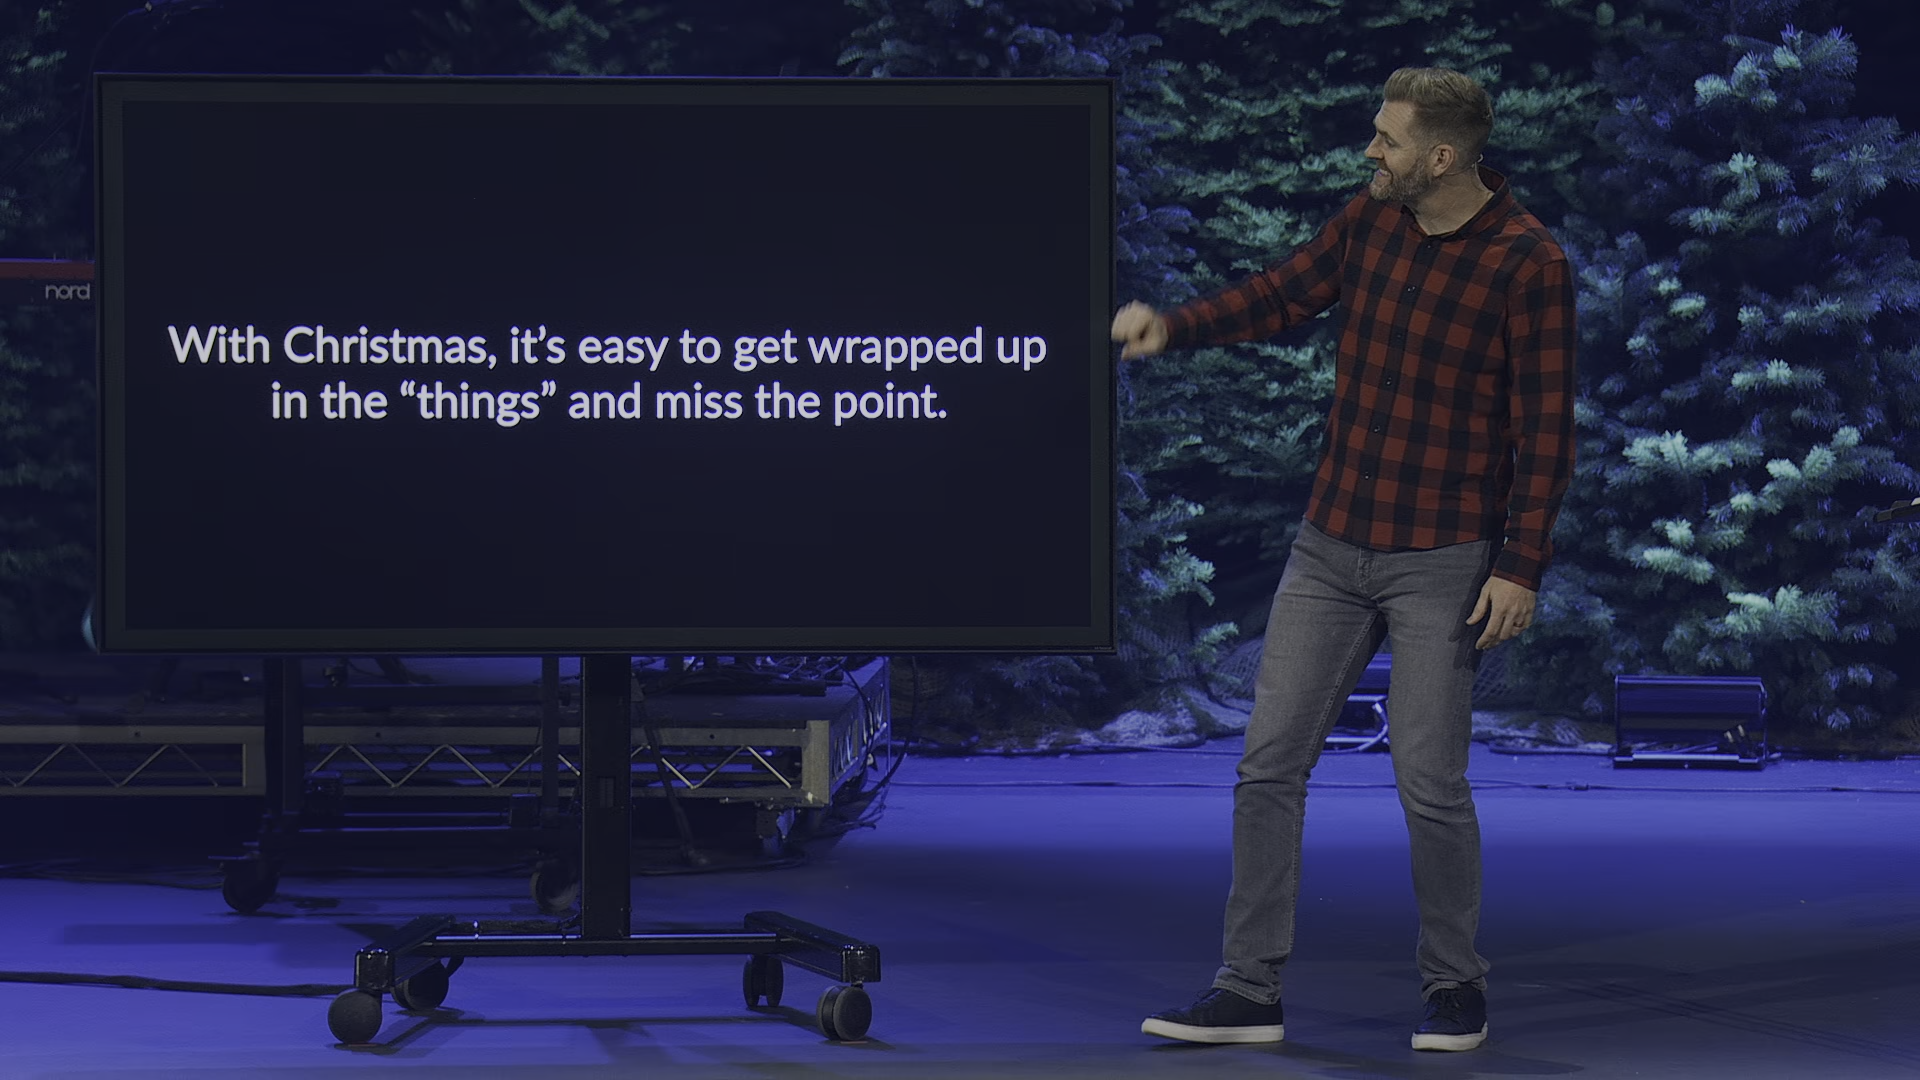 nord
With Christmas, it’s easy to get wrapped up
in the “things” and miss the point.